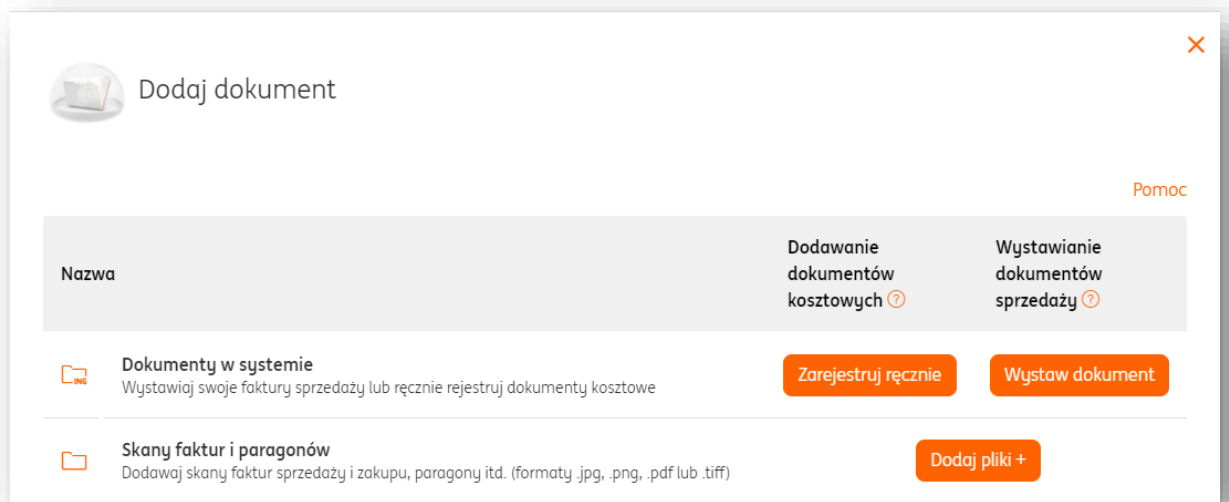 Dodaj dokument
Pomoc
Nazwa
Dodawanie
dokumentów
kosztowych ?
Wystawianie
dokumentów
sprzedaży ?
ING
Dokumenty w systemie
Wystawiaj swoje faktury sprzedaży lub ręcznie rejestruj dokumenty kosztowe
Zarejestruj ręcznie
Wystaw dokument
Skany faktur i paragonów
Dodawaj skany faktur sprzedaży i zakupu, paragony itd. (formaty .jpg, .png, .pdf lub .tiff)
Dodaj pliki +